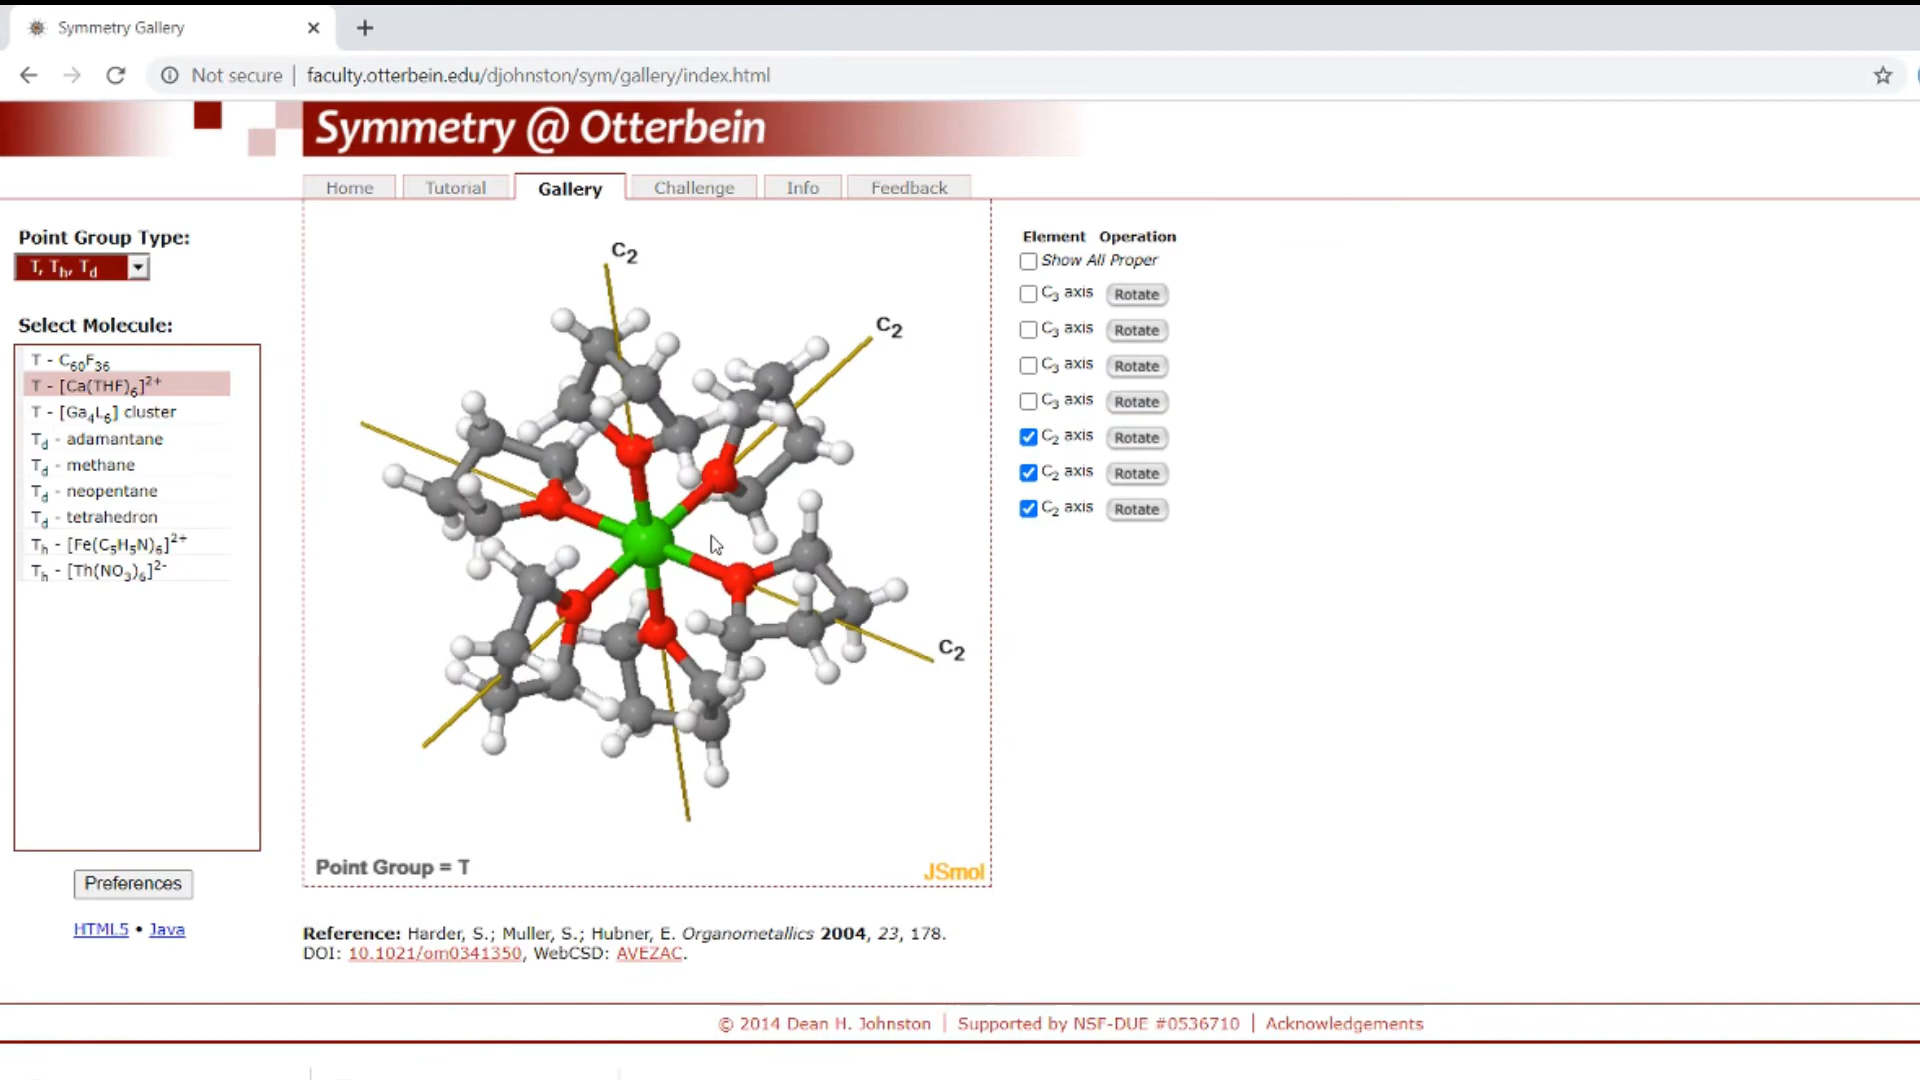 Symmetry Gallery
Not secure | faculty.otterbein.edu/djohnston/sym/gallery/index.html
Symmetry @ Otterbein
Home Tutorial Gallery Challenge Info Feedback
Point Group Type:
T, Th, Td
Select Molecule:
T - C60F36
T - [Ca(THF)6]2+
T - [Ga4L6] cluster
Td - adamantane
Td - methane
Td - neopentane
Td - tetrahedron
Th - [Fe(C5H5N)6]2+
Th - [Th(NO3)6]2-
Preferences
HTML5 • Java
C2
C2
C2
Point Group = T
JSmol
Element Operation
Show All Proper
C3 axis Rotate
C3 axis Rotate
C3 axis Rotate
C3 axis Rotate
C2 axis Rotate
C2 axis Rotate
C2 axis Rotate
Reference: Harder, S.; Muller, S.; Hubner, E. Organometallics 2004, 23, 178.
DOI: 10.1021/om0341350, WebCSD: AVEZAC.
© 2014 Dean H. Johnston | Supported by NSF-DUE #0536710 | Acknowledgements